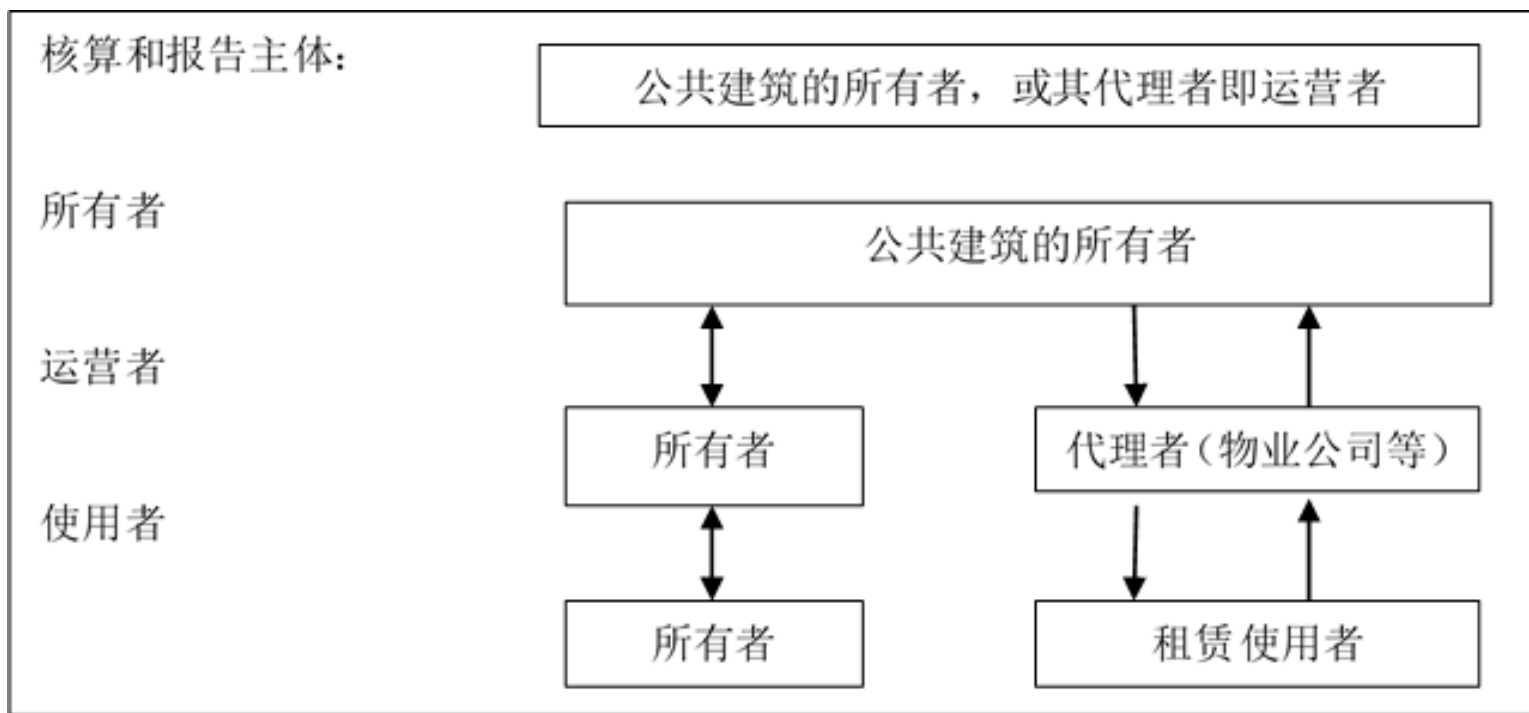 核算和报告主体：
公共建筑的所有者，或其代理者即运营者
所有者
公共建筑的所有者
运营者
所有者
代理者（物业公司等）
使用者
所有者
租赁使用者